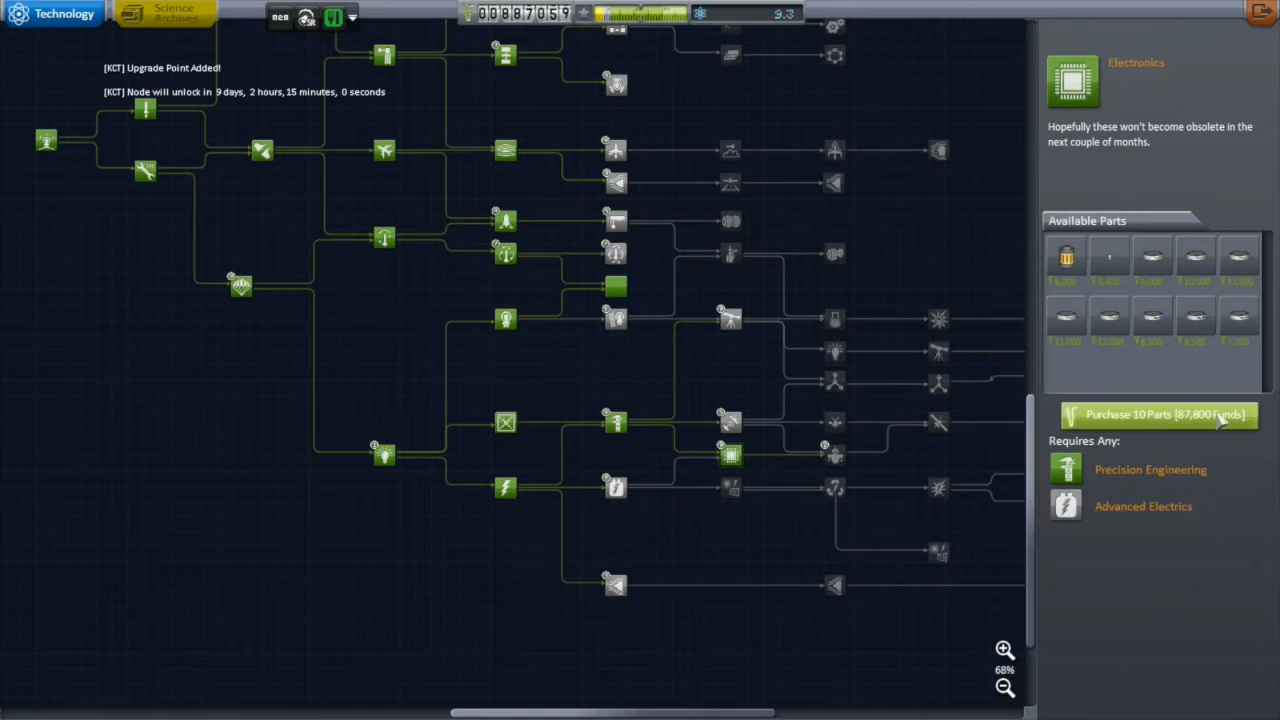 Technology
Science
Archives
mem
SR
00887059
9.3
[KCT] Upgrade Point Added!
[KCT] Node will unlock in 9 days, 2 hours, 15 minutes, 0 seconds
Electronics
Hopefully these won't become obsolete in the
next couple of months.
Available Parts
Purchase 10 Parts [87,800 Funds]
Requires Any:
Precision Engineering
Advanced Electrics
68%